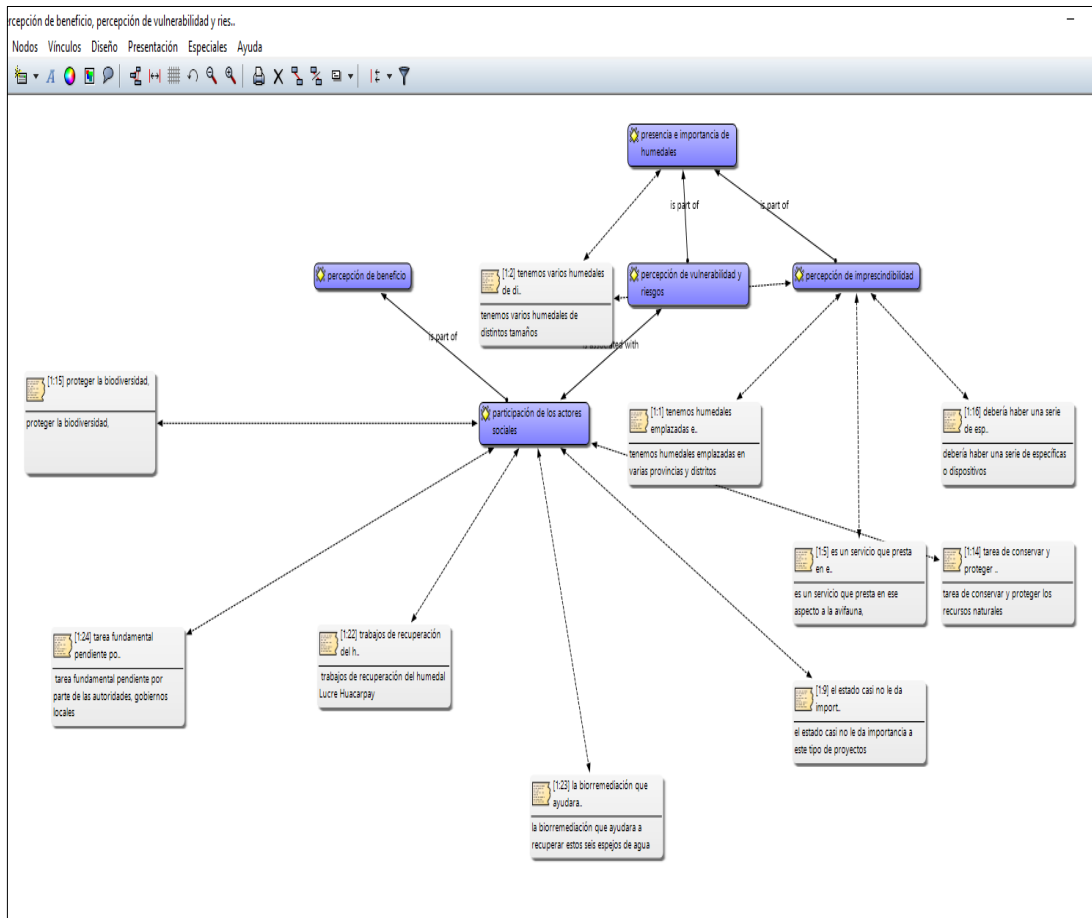 rcepción de beneficio, percepción de vulnerabilidad y ries..
Nodos Vínculos Diseño Presentación Especiales Ayuda
presencia e importancia de
humedales
is part of
is part of
percepción de beneficio
[1:2] tenemos varios humedales
de di..
tenemos varios humedales de
distintos tamaños
percepción de vulnerabilidad y
riesgos
percepción de imprescindibilidad
is part of
is associated with
[1:15] proteger la biodiversidad,
proteger la biodiversidad,
participación de los actores
sociales
[1:1] tenemos humedales
emplazadas e..
tenemos humedales emplazadas en
varias provincias y distritos
[1:16] debería haber una serie
de esp..
debería haber una serie de específicas
o dispositivos
[1:5] es un servicio que presta
en e..
es un servicio que presta en ese
aspecto a la avifauna,
[1:14] tarea de conservar y
proteger ..
tarea de conservar y proteger los
recursos naturales
[1:24] tarea fundamental
pendiente po..
tarea fundamental pendiente por
parte de las autoridades, gobiernos
locales
[1:22] trabajos de recuperación
del h..
trabajos de recuperación del humedal
Lucre Huacarpay
[1:9] el estado casi no le da
import..
el estado casi no le da importancia a
este tipo de proyectos
[1:23] la biorremediación que
ayudara..
la biorremediación que ayudara a
recuperar estos seis espejos de agua